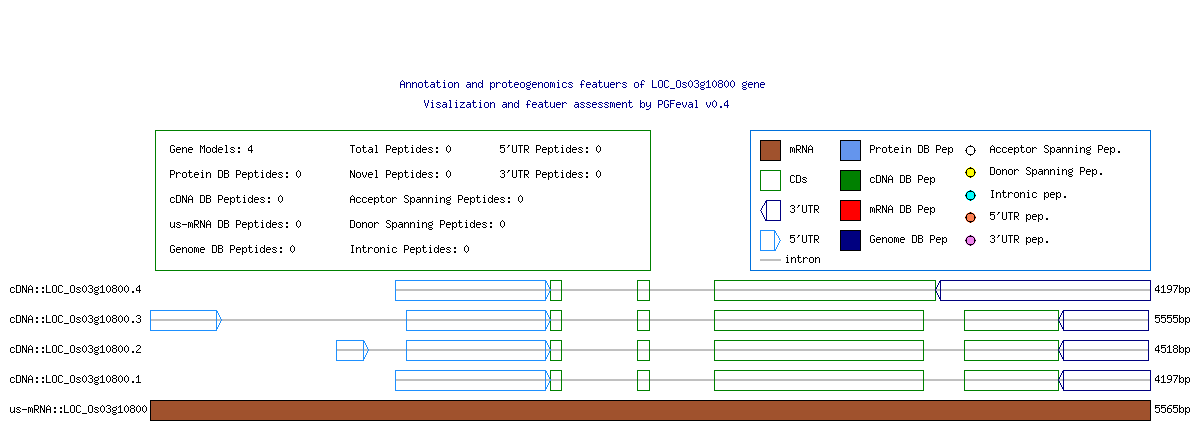 Annotation and proteogenomics featuers of LOC_Os03g10800 gene
Visalization and featuer assessment by PGFeval v0.4
Gene Models: 4 Total Peptides: 0 5'UTR Peptides: 0
Protein DB Peptides: 0 Novel Peptides: 0 3'UTR Peptides: 0
cDNA DB Peptides: 0 Acceptor Spanning Peptides: 0
us-mRNA DB Peptides: 0 Donor Spanning Peptides: 0
Genome DB Peptides: 0 Intronic Peptides: 0
mRNA Protein DB Pep Acceptor Spanning Pep.
CDs cDNA DB Pep Donor Spanning Pep.
3'UTR mRNA DB Pep Intronic pep.
5'UTR Genome DB Pep 5'UTR pep.
intron 3'UTR pep.
cDNA::LOC_Os03g10800.4 4197bp
cDNA::LOC_Os03g10800.3 5555bp
cDNA::LOC_Os03g10800.2 4518bp
cDNA::LOC_Os03g10800.1 4197bp
us-mRNA::LOC_Os03g10800 5565bp